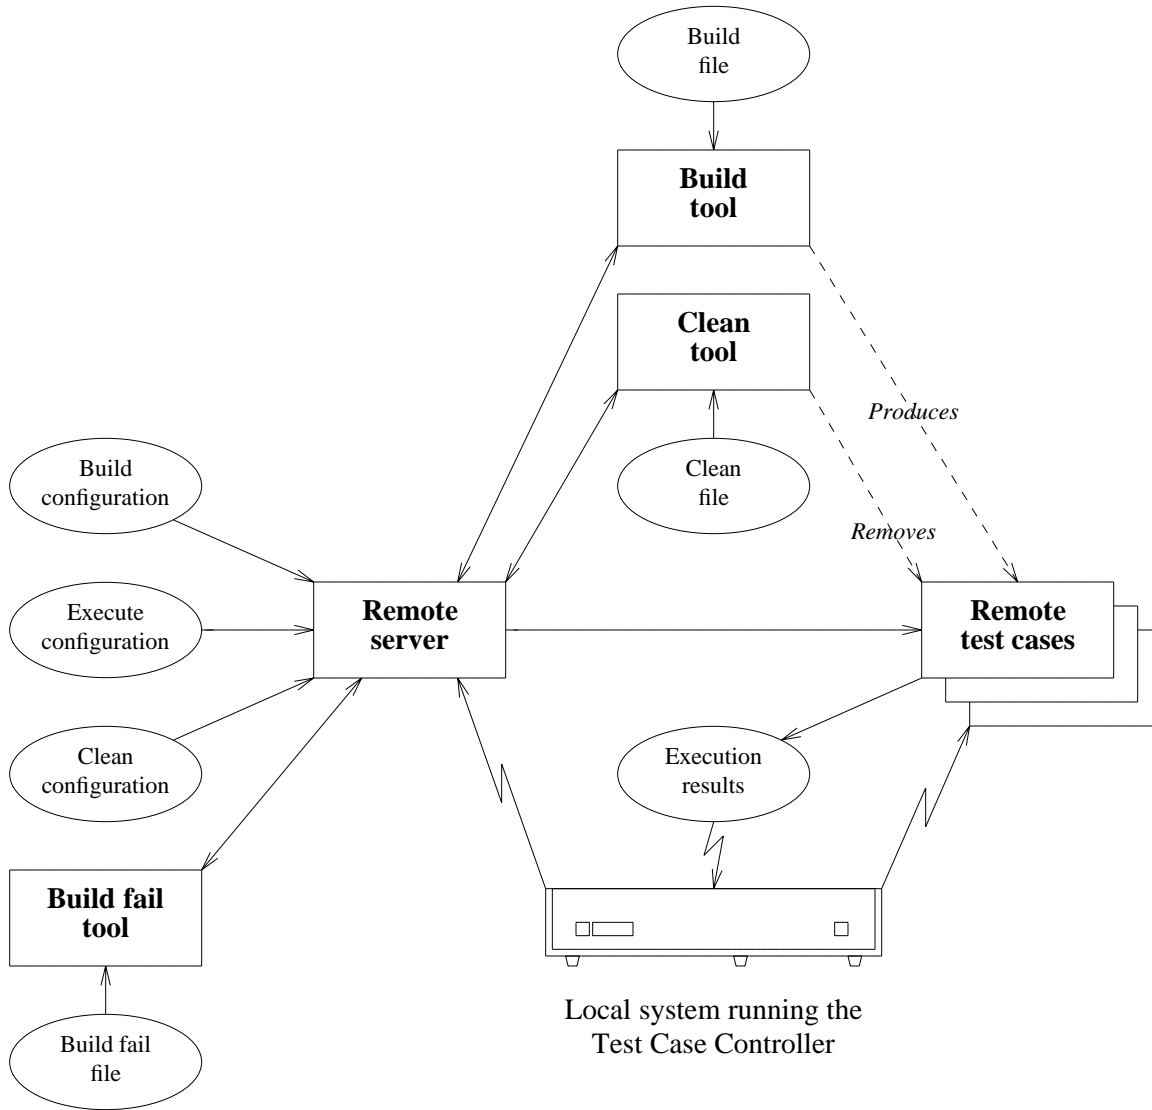 Build
file
Build
tool
Clean
tool
Produces
Build
configuration
Clean
file
Removes
Execute
configuration
Remote
server
Remote
test cases
Clean
configuration
Execution
results
Build fail
tool
Local system running the
Test Case Controller
Build fail
file